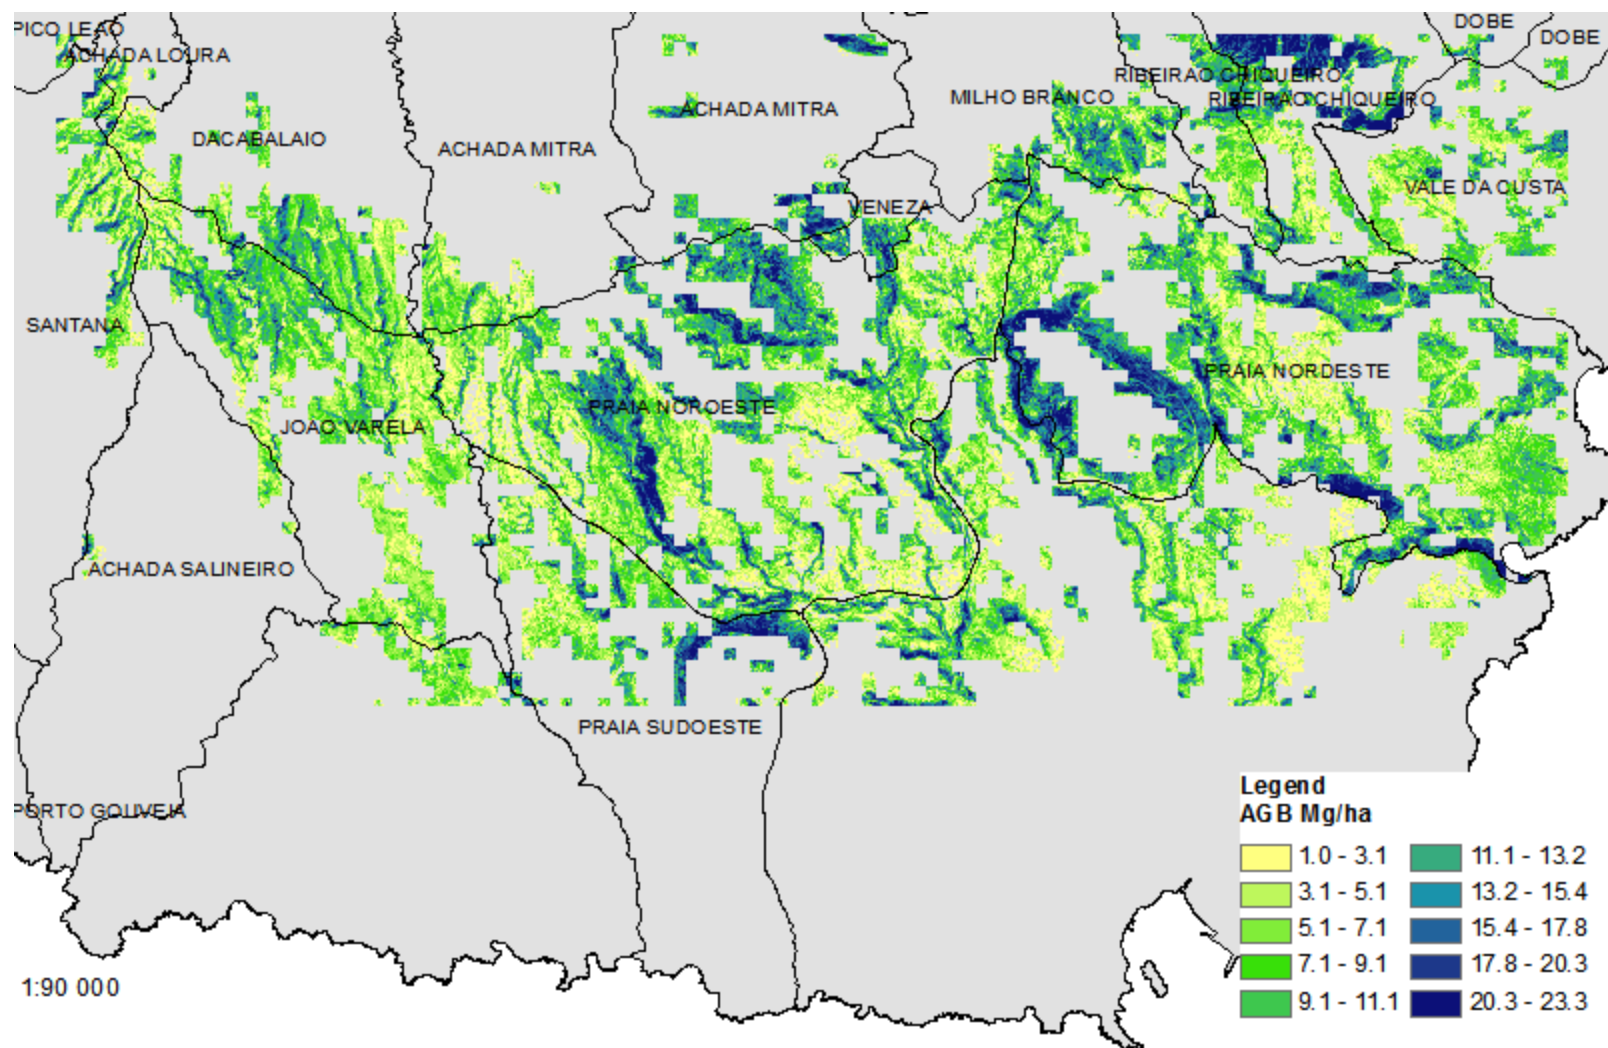 PICO LEAO
ACHADA LOURA
DACABALAIO
ACHADA MITRA
ACHADA MITRA
MILHO BRANCO
RIBEIRAO CHIQUEIRO
RIBEIRAO CHIQUEIRO
DOBE
DOBE
VALE DA CUSTA
VENEZA
SANTANA
JOAO VARELA
PRAIA NOROESTE
PRAIA NORDESTE
ACHADA SALINEIRO
PRAIA SUDOESTE
PORTO GOUVEIA
1:90 000
Legend
AGB Mg/ha
1.0 - 3.1
3.1 - 5.1
5.1 - 7.1
7.1 - 9.1
9.1 - 11.1
11.1 - 13.2
13.2 - 15.4
15.4 - 17.8
17.8 - 20.3
20.3 - 23.3